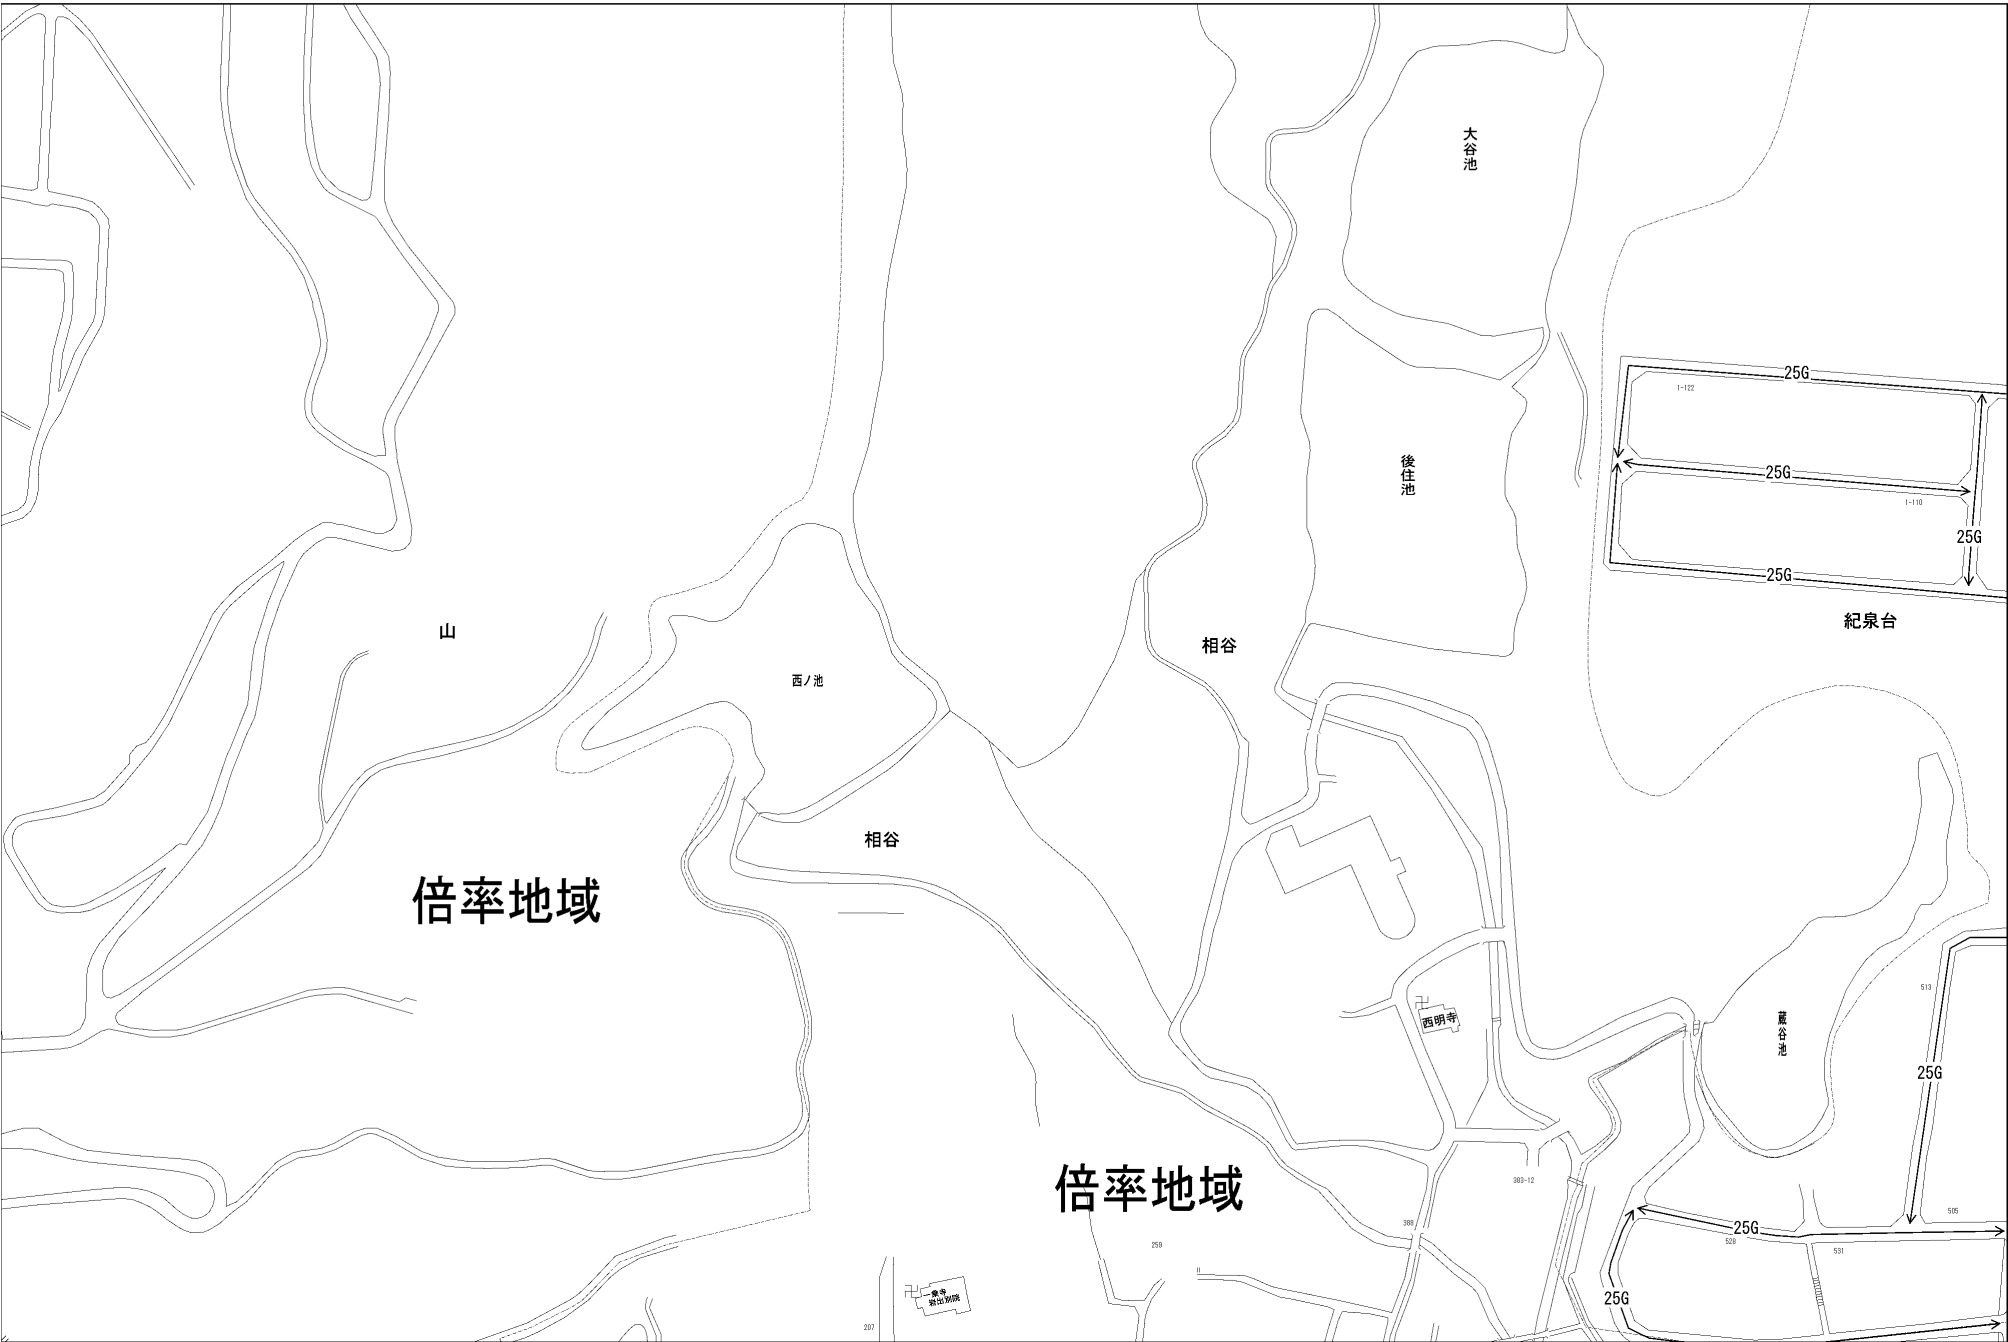 大谷池
25G
1-122
後住池
25G
1-110
25G
25G
紀泉台
山
相谷
西ノ池
相谷
倍率地域
513
西明寺
蔵谷池
25G
倍率地域
383-12
388
505
25G
528
531
259
一乗寺
岩出別院
25G
207